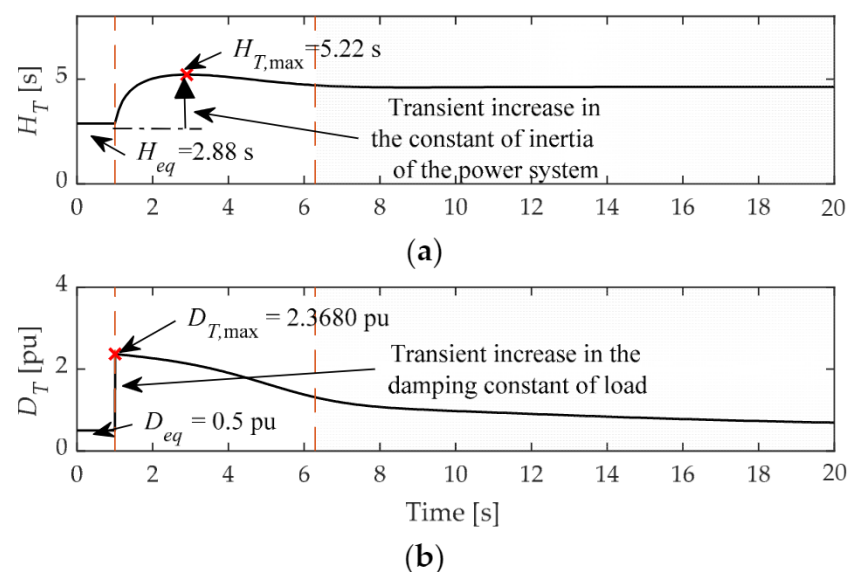 H_T,max=5.22 s
5
H_T [s]
Transient increase in
the constant of inertia
of the power system
H_eq=2.88 s
0
0 2 4 6 8 10 12 14 16 18 20
(a)
4
D_T,max = 2.3680 pu
D_T [pu]
2
Transient increase in the
damping constant of load
D_eq = 0.5 pu
0
0 2 4 6 8 10 12 14 16 18 20
Time [s]
(b)